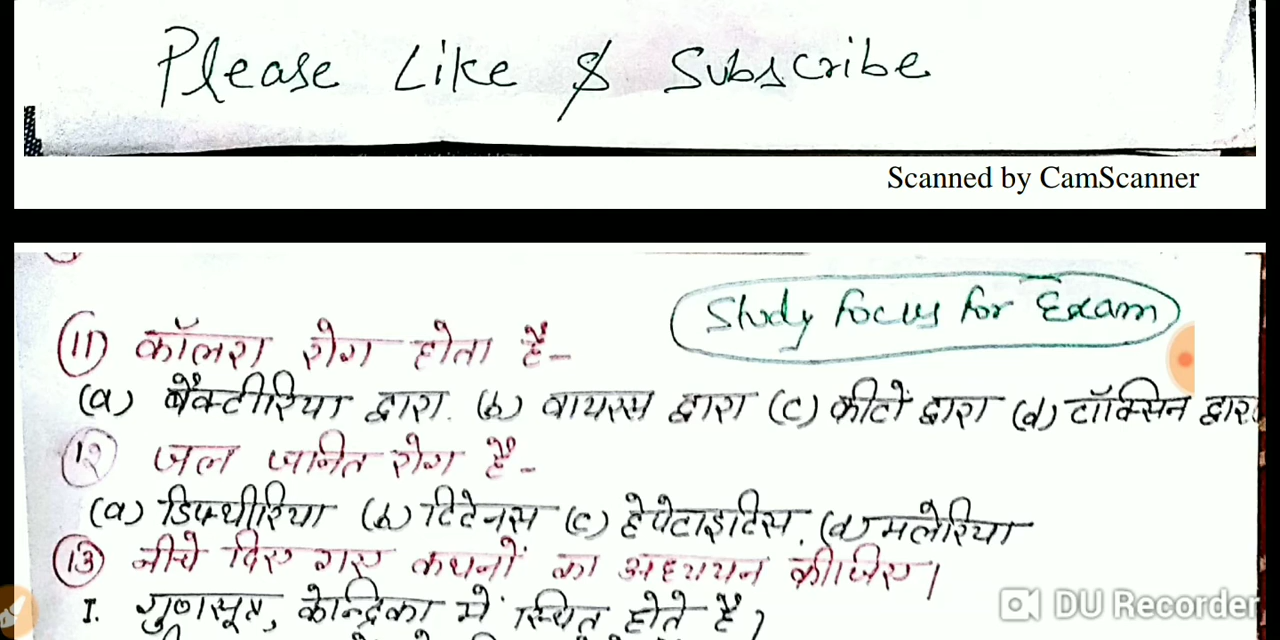 Please Like & Subscribe
Scanned by CamScanner
Study focus for Exam
(11) कॉलरा रोग होता है-
(a) बैक्टीरिया द्वारा. (b) वायरस द्वारा (c) कीटों द्वारा (d) टॉक्सिन द्वारा
(12) जल जनित रोग है-
(a) डिफ्थीरिया (b) टिटेनस (c) हेपेटाइटिस. (d) मलेरिया
(13) नीचे दिए गए कथनों का अध्ययन कीजिए।
I. गुणसूत्र, केन्द्रिका में स्थित होते है।
DU Recorder